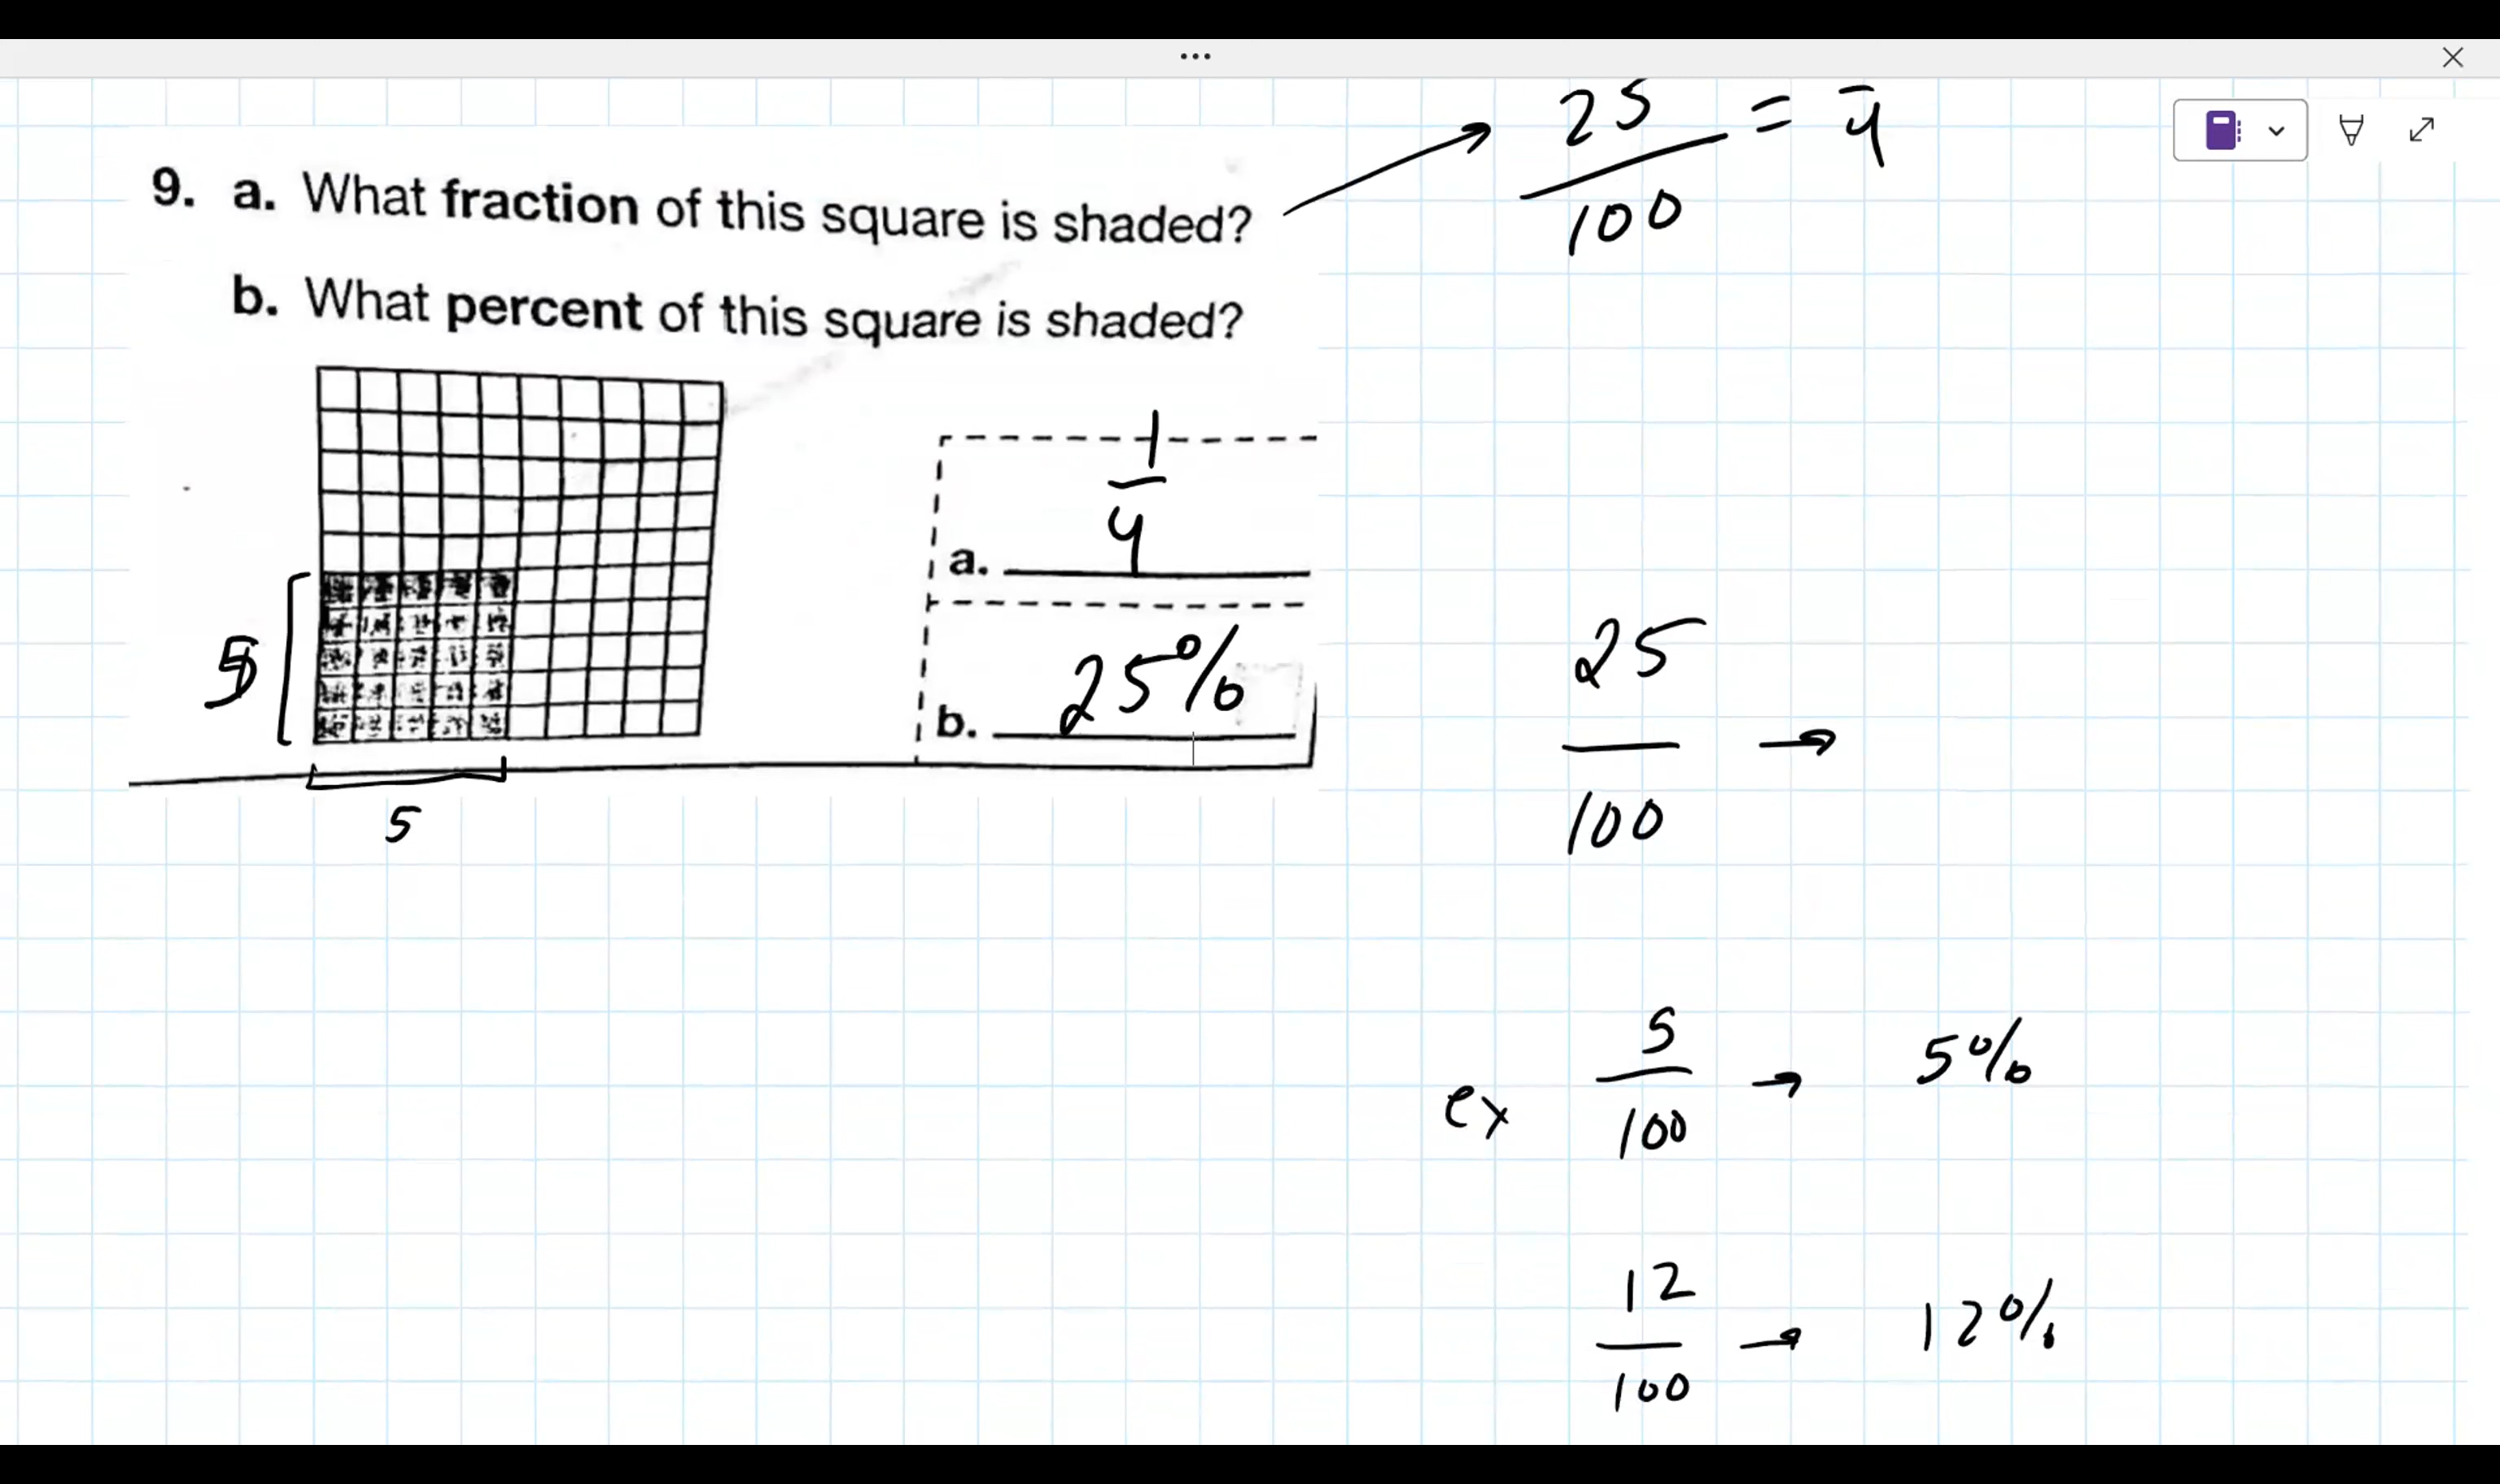 25
— = 4
100
9. a. What fraction of this square is shaded?
b. What percent of this square is shaded?
1
—
4
a.
25%
b.
5
5
25
— →
100
ex 5/100 → 5%
12/100 → 12%